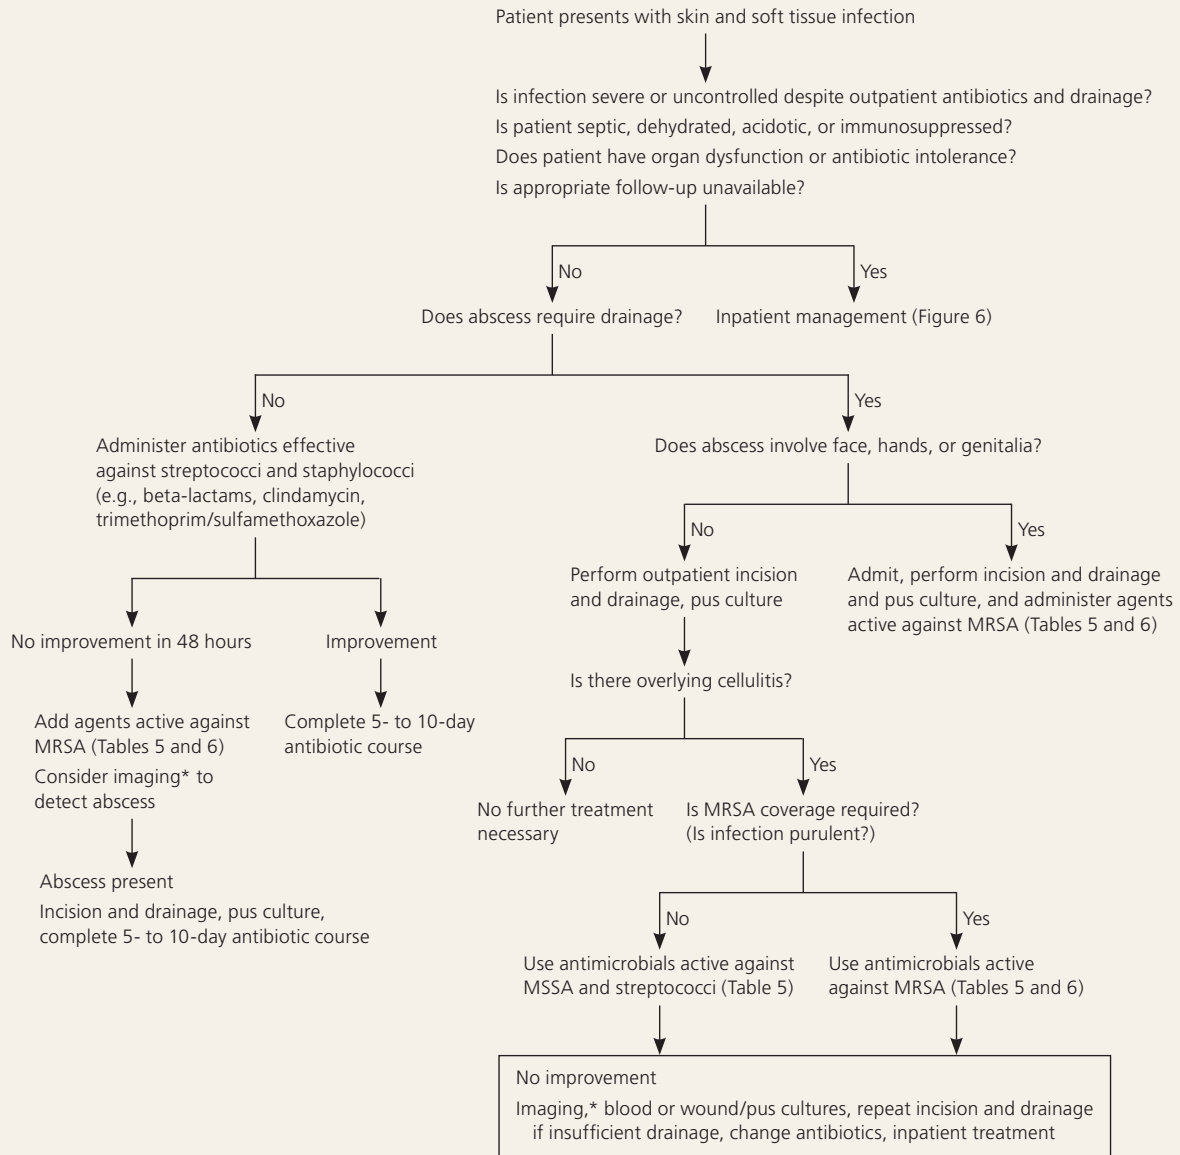 Patient presents with skin and soft tissue infection
Is infection severe or uncontrolled despite outpatient antibiotics and drainage?
Is patient septic, dehydrated, acidotic, or immunosuppressed?
Does patient have organ dysfunction or antibiotic intolerance?
Is appropriate follow-up unavailable?
No
Yes
Does abscess require drainage?
Inpatient management (Figure 6)
No
Yes
Administer antibiotics effective
against streptococci and staphylococci
(e.g., beta-lactams, clindamycin,
trimethoprim/sulfamethoxazole)
Does abscess involve face, hands, or genitalia?
No
Yes
Perform outpatient incision
and drainage, pus culture
Admit, perform incision and drainage
and pus culture, and administer agents
active against MRSA (Tables 5 and 6)
No improvement in 48 hours
Improvement
Is there overlying cellulitis?
Add agents active against
MRSA (Tables 5 and 6)
Consider imaging* to
detect abscess
Complete 5- to 10-day
antibiotic course
No
Yes
No further treatment
necessary
Is MRSA coverage required?
(Is infection purulent?)
Abscess present
Incision and drainage, pus culture,
complete 5- to 10-day antibiotic course
No
Yes
Use antimicrobials active against
MSSA and streptococci (Table 5)
Use antimicrobials active
against MRSA (Tables 5 and 6)
No improvement
Imaging,* blood or wound/pus cultures, repeat incision and drainage
if insufficient drainage, change antibiotics, inpatient treatment